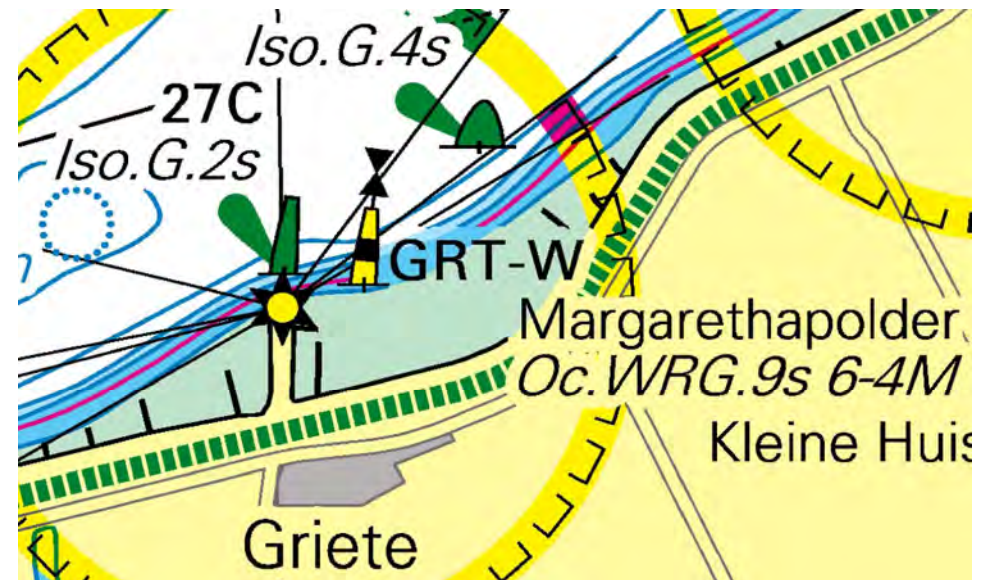 Iso.G.4s
27C
Iso.G.2s
GRT-W
Margarethapolder
Oc.WRG.9s 6-4M
Kleine Huis
Griete